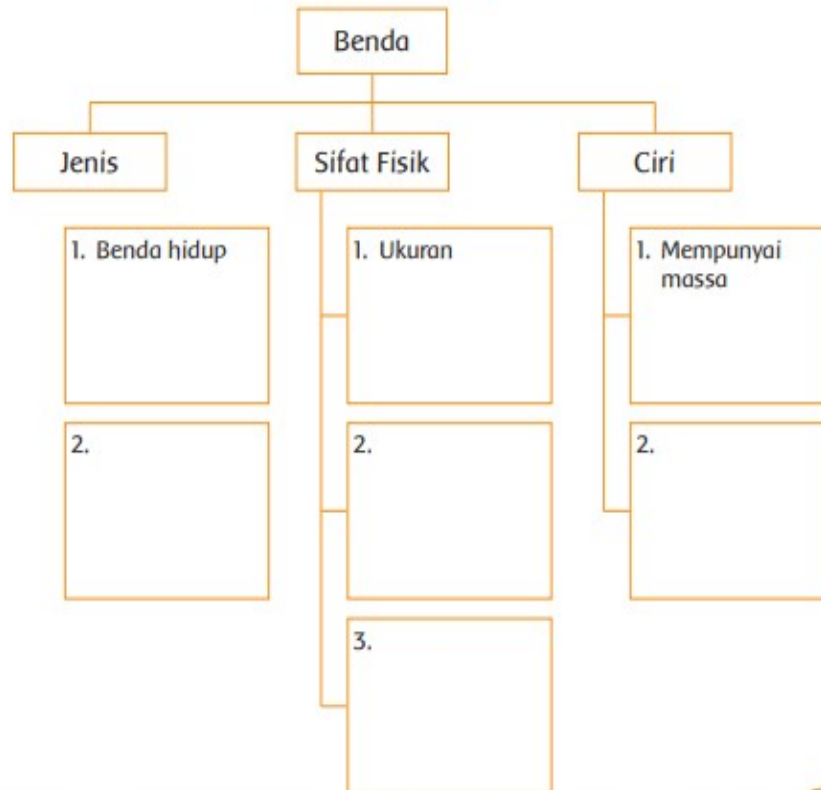 Benda
Jenis
Sifat Fisik
Ciri
1. Benda hidup
2.
1. Ukuran
2.
3.
1. Mempunyai
massa
2.